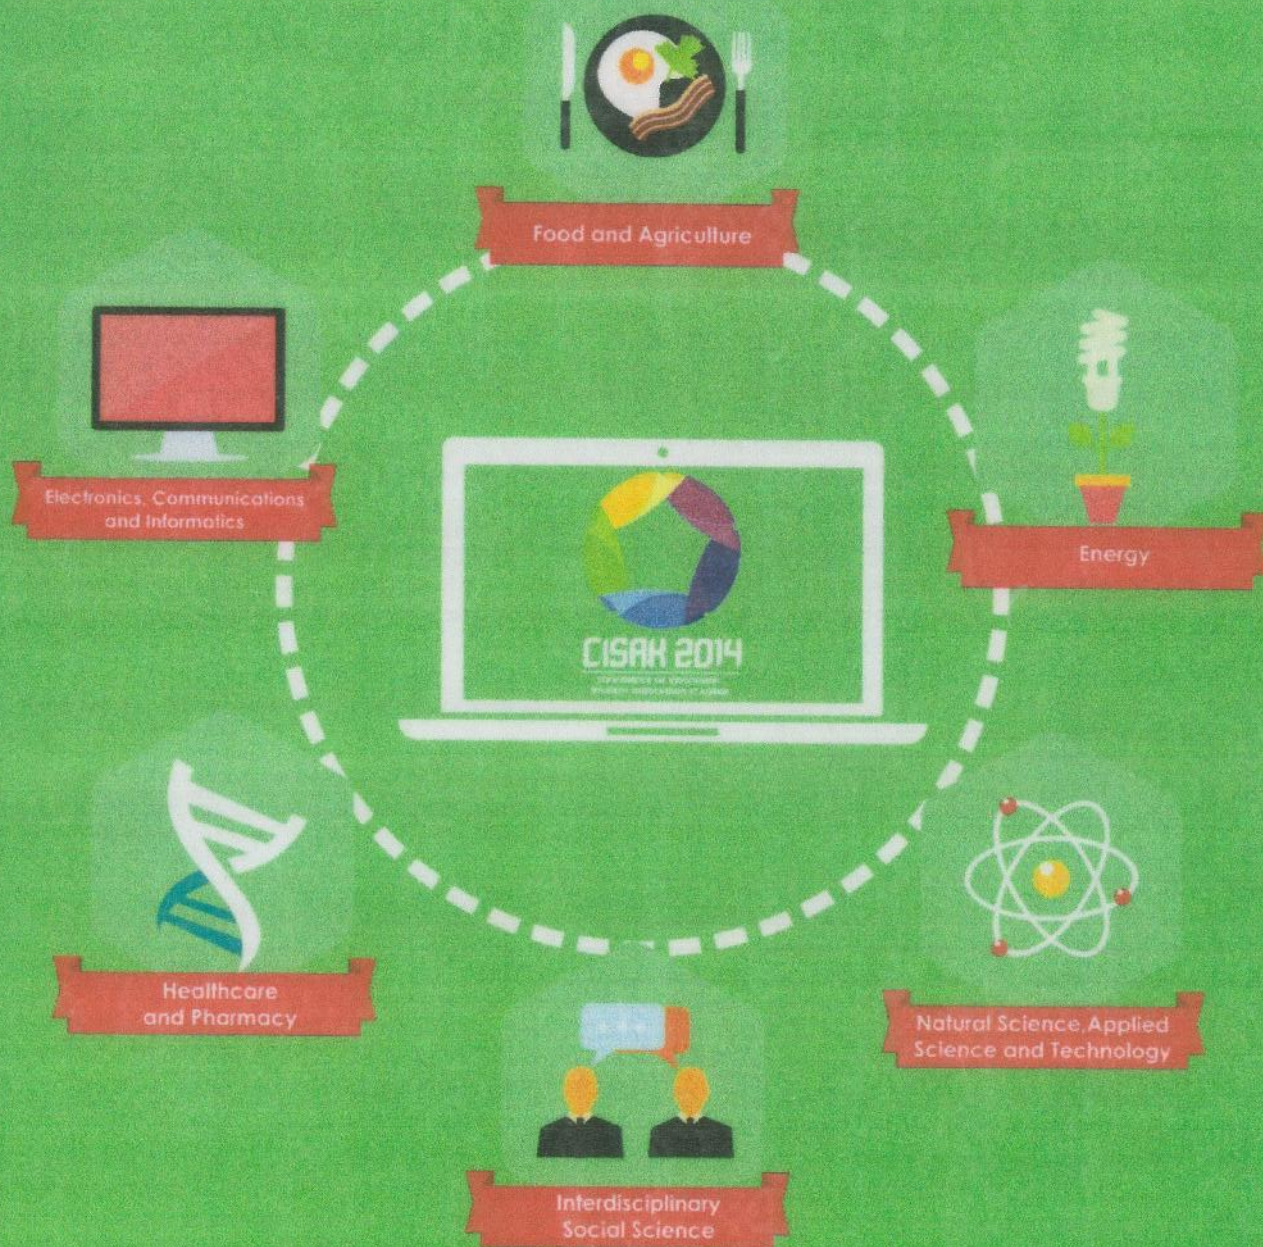 Food and Agriculture
Electronics, Communications
and Informatics
Energy
CISAK 2014
Healthcare
and Pharmacy
Natural Science, Applied
Science and Technology
Interdisciplinary
Social Science